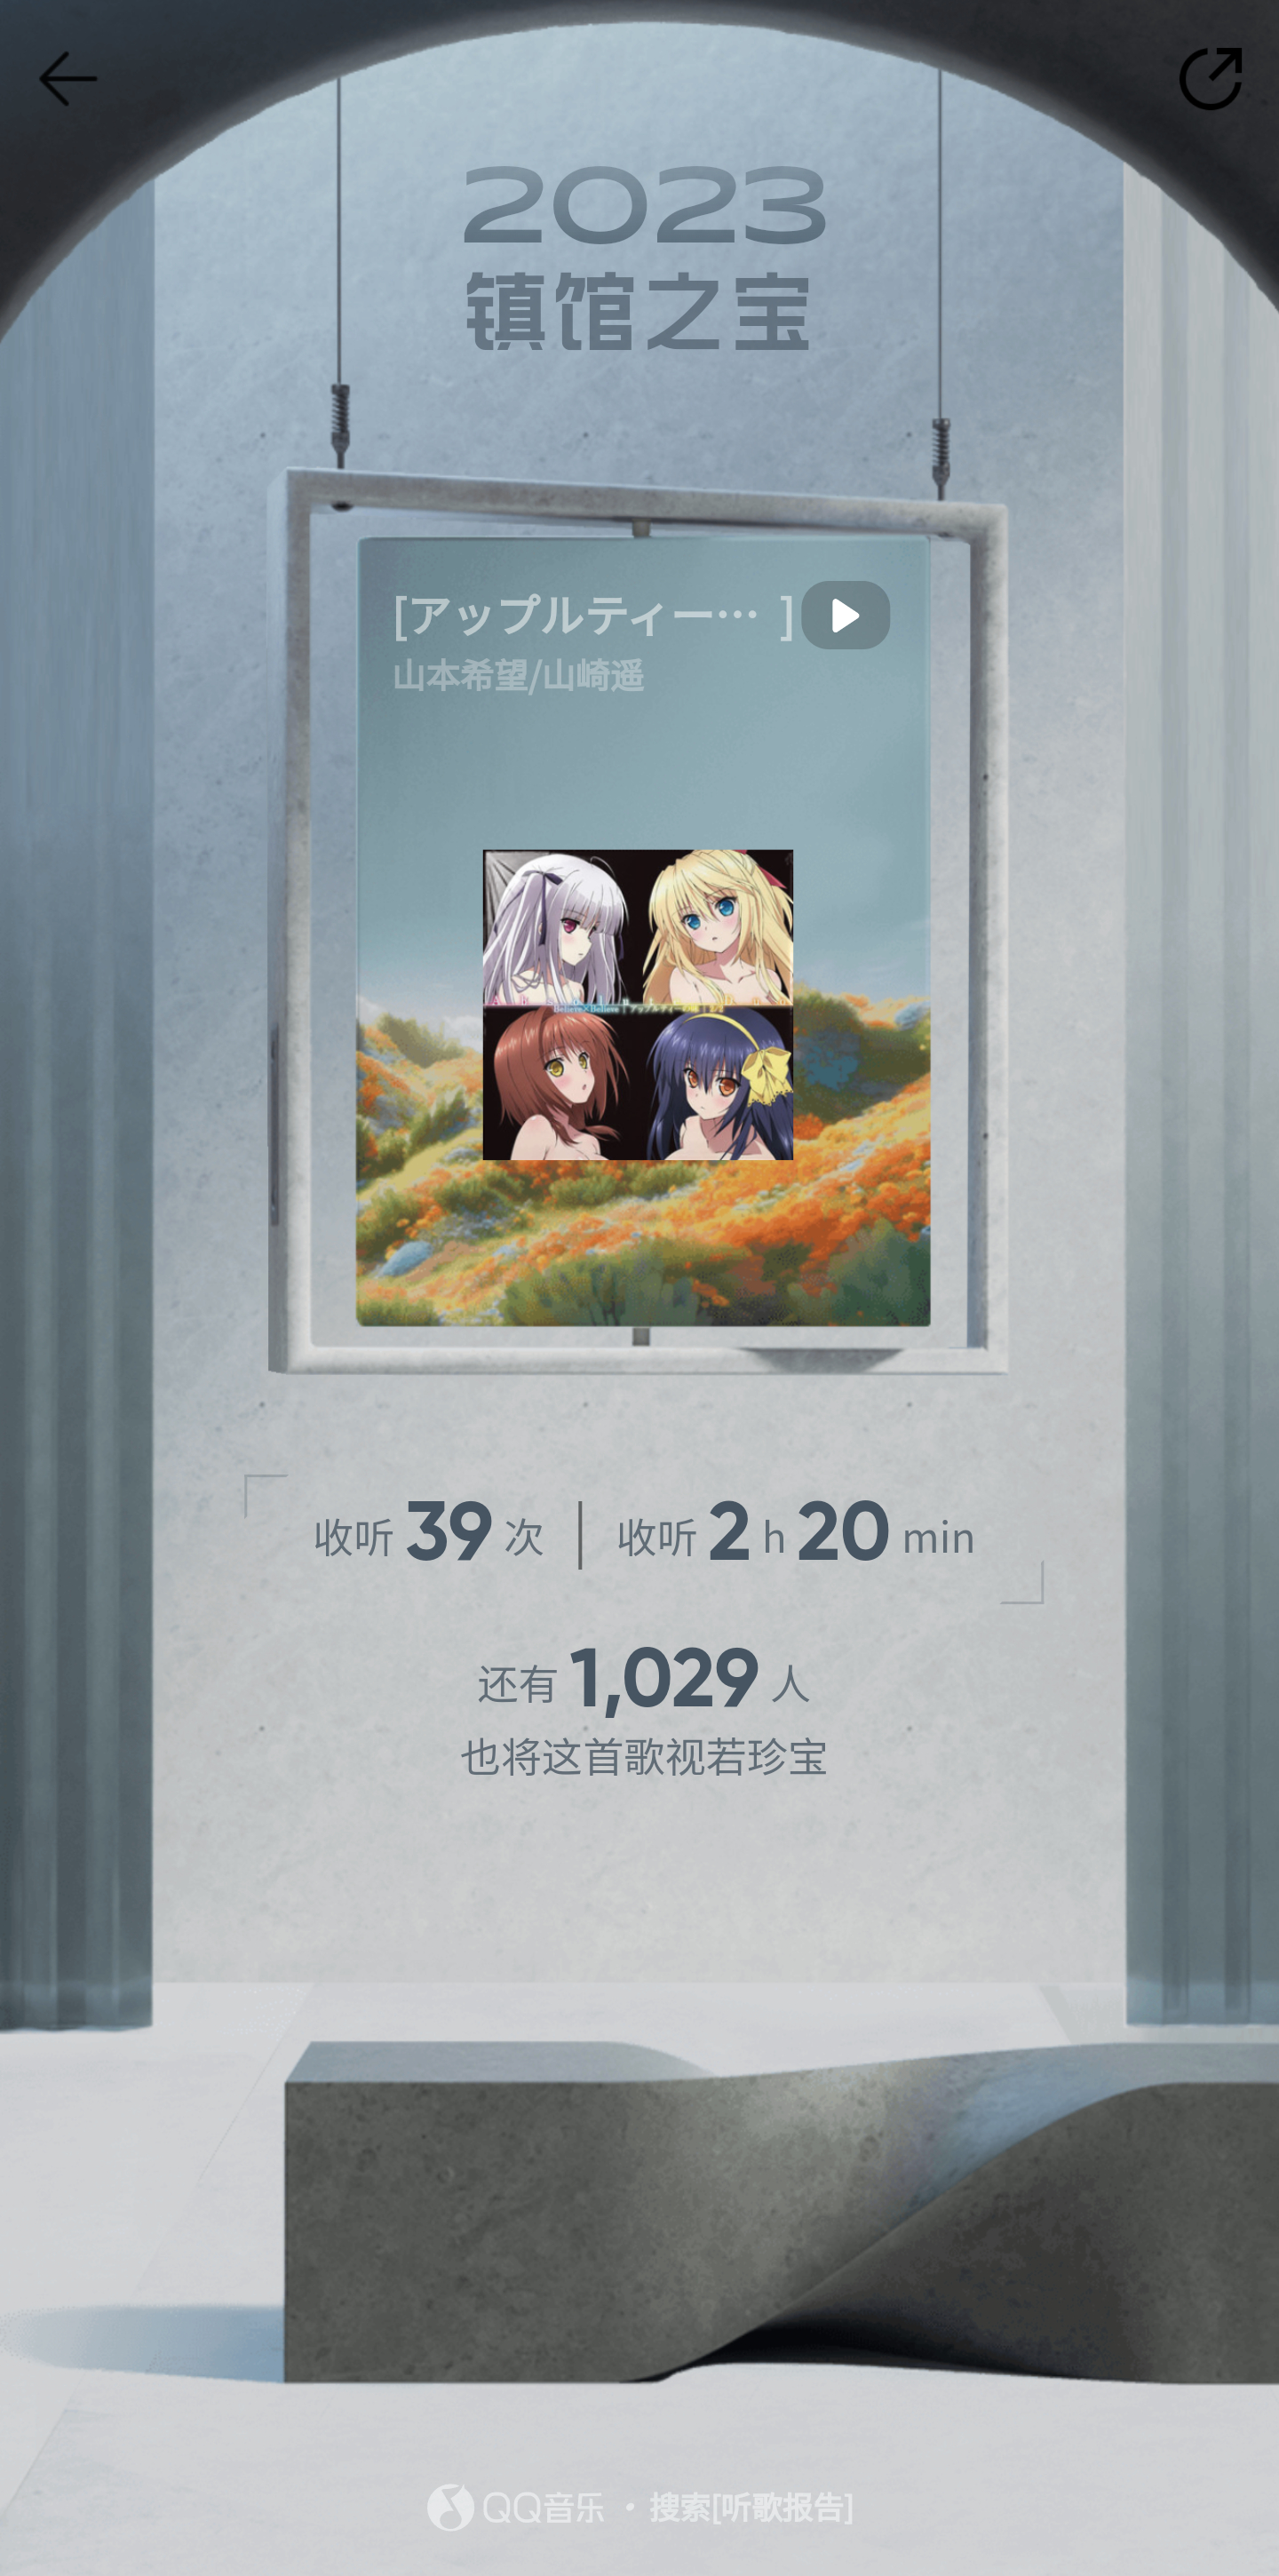 2023
镇馆之宝
[アップルティー… ]
山本希望/山崎遥
Believe×Believe
收听 39 次 | 收听 2 h 20 min
还有 1,029 人
也将这首歌视若珍宝
QQ音乐 · 搜索[听歌报告]